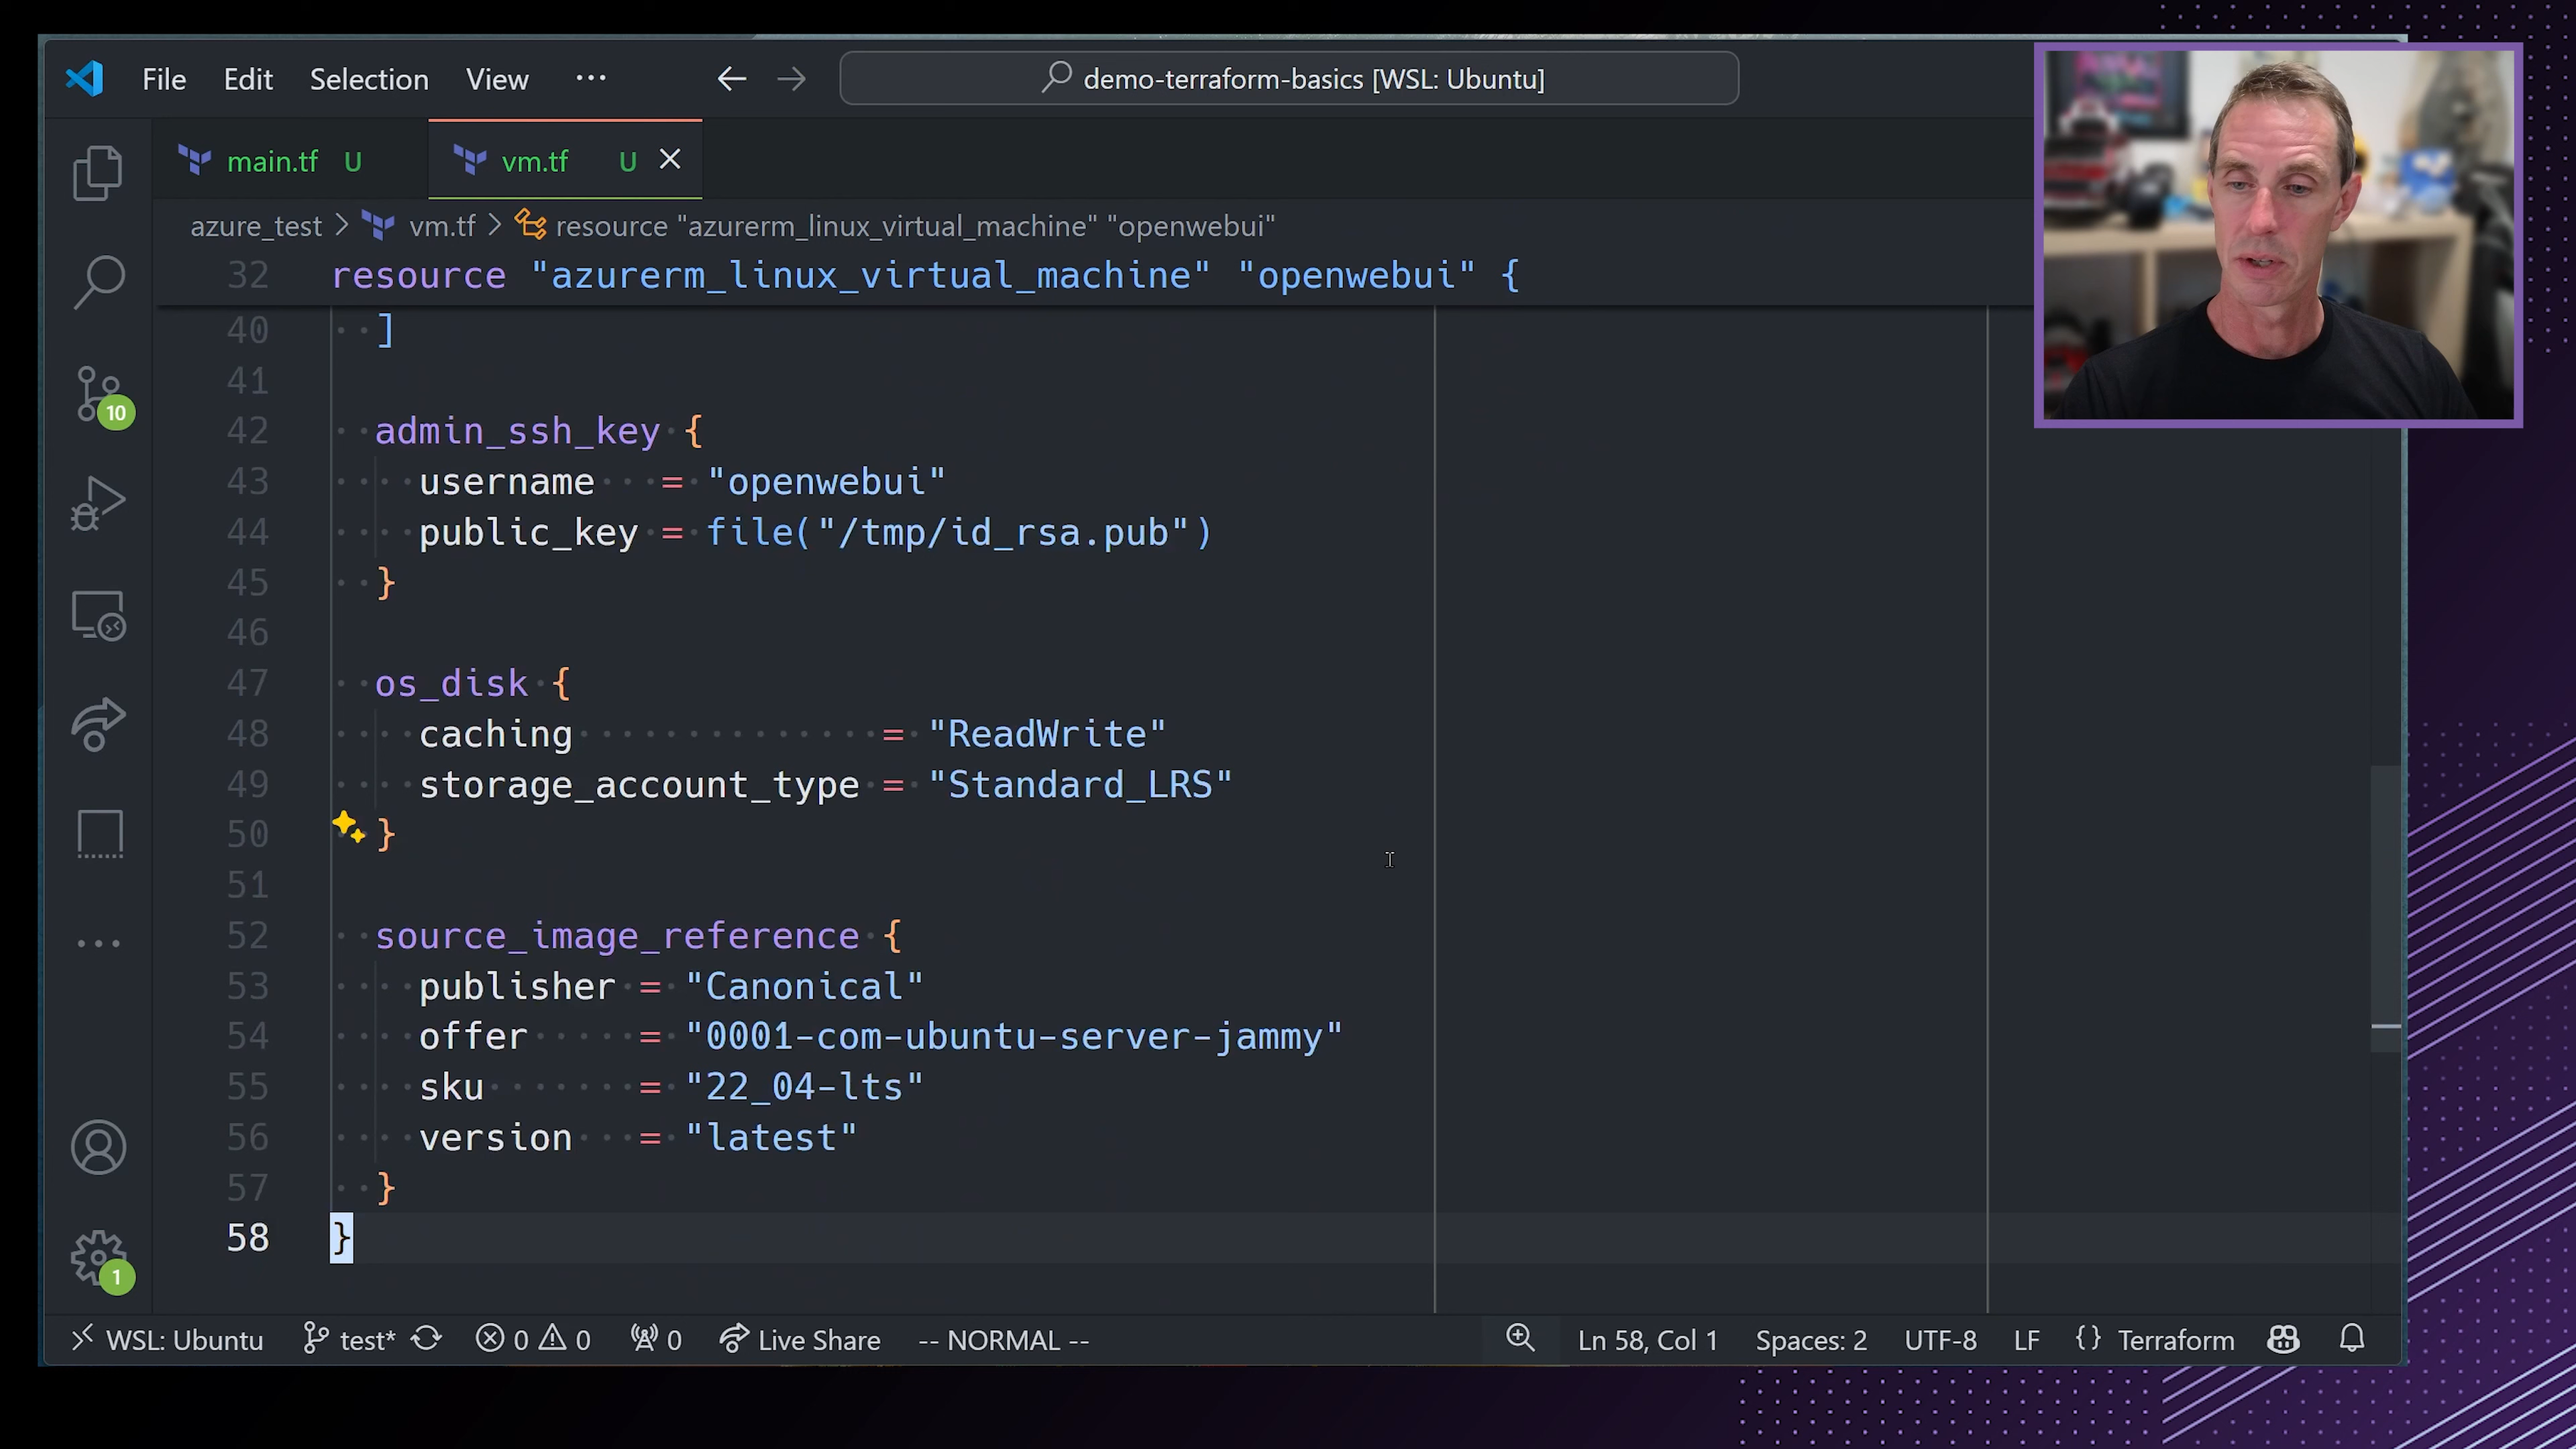 File Edit Selection View ···
demo-terraform-basics [WSL: Ubuntu]
main.tf U
vm.tf U
azure_test > vm.tf > resource "azurerm_linux_virtual_machine" "openwebui"
32 resource "azurerm_linux_virtual_machine" "openwebui" {
40 ]
41
42 admin_ssh_key {
43 username = "openwebui"
44 public_key = file("/tmp/id_rsa.pub")
45 }
46
47 os_disk {
48 caching = "ReadWrite"
49 storage_account_type = "Standard_LRS"
50 }
51
52 source_image_reference {
53 publisher = "Canonical"
54 offer = "0001-com-ubuntu-server-jammy"
55 sku = "22_04-lts"
56 version = "latest"
57 }
58 }
10
1
WSL: Ubuntu test* 0 0 0 Live Share -- NORMAL -- Ln 58, Col 1 Spaces: 2 UTF-8 LF {} Terraform